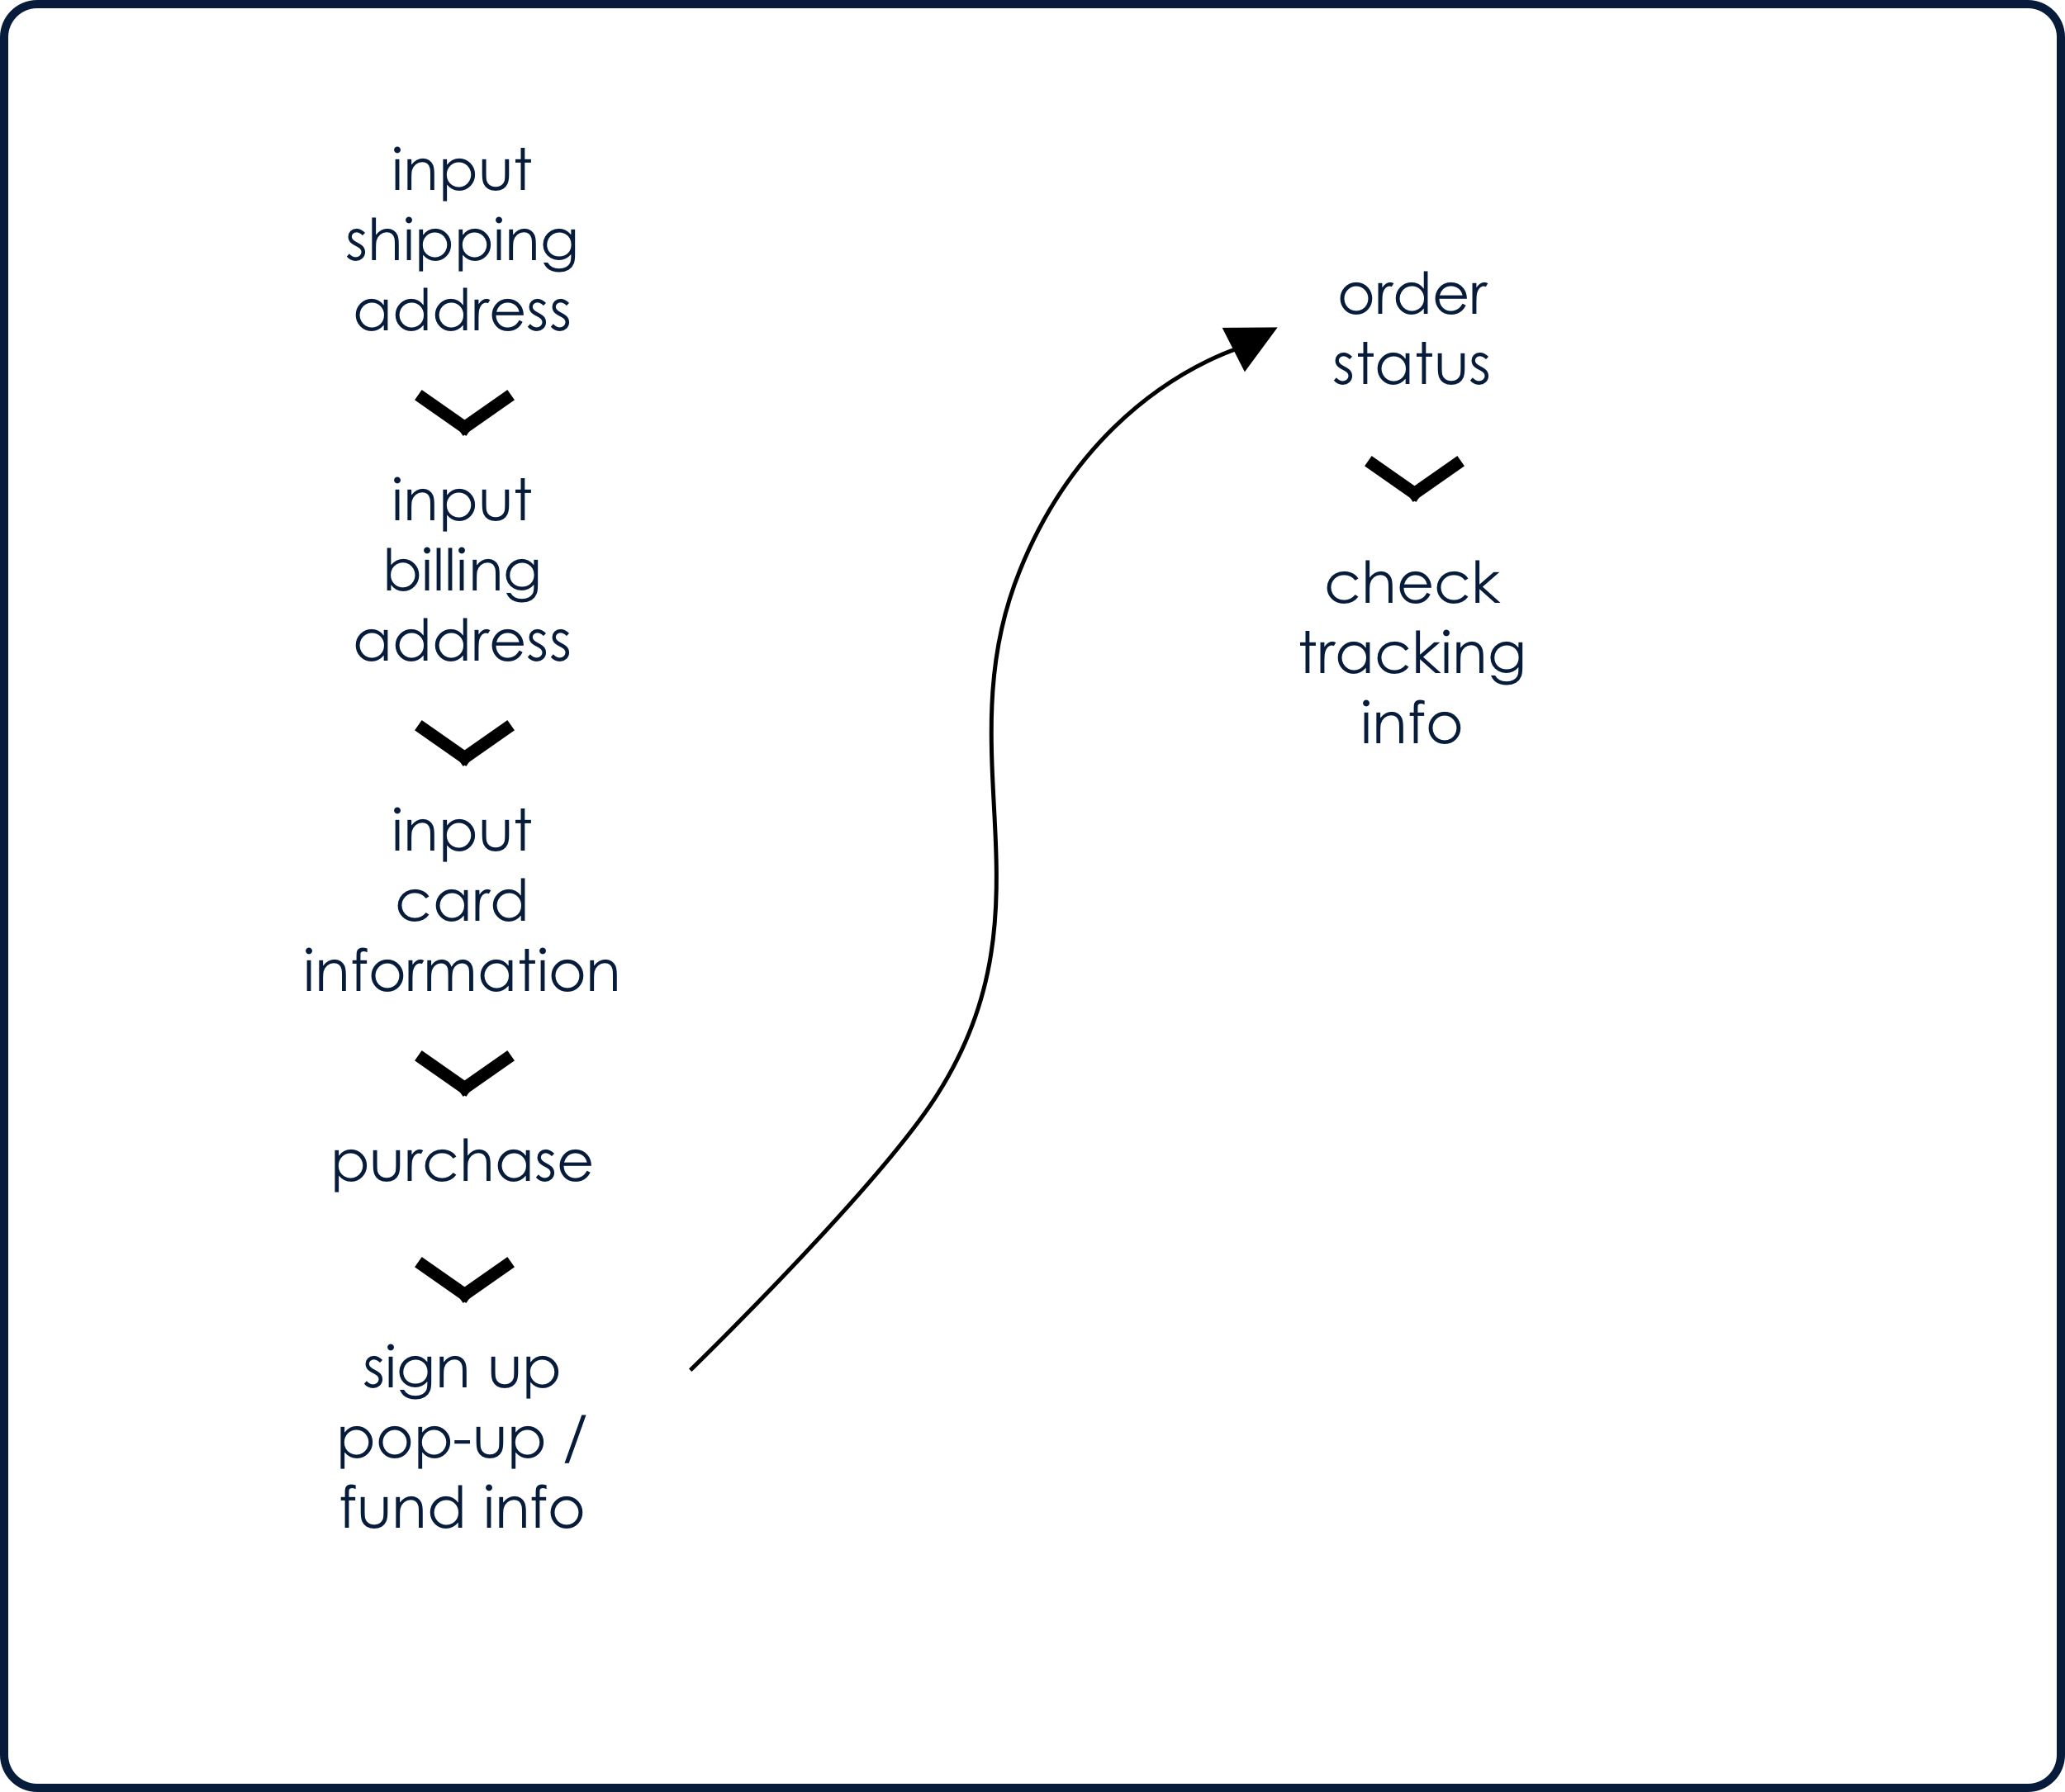 input
shipping
address
input
billing
address
input
card
information
purchase
sign up
pop-up /
fund info
order
status
check
tracking
info